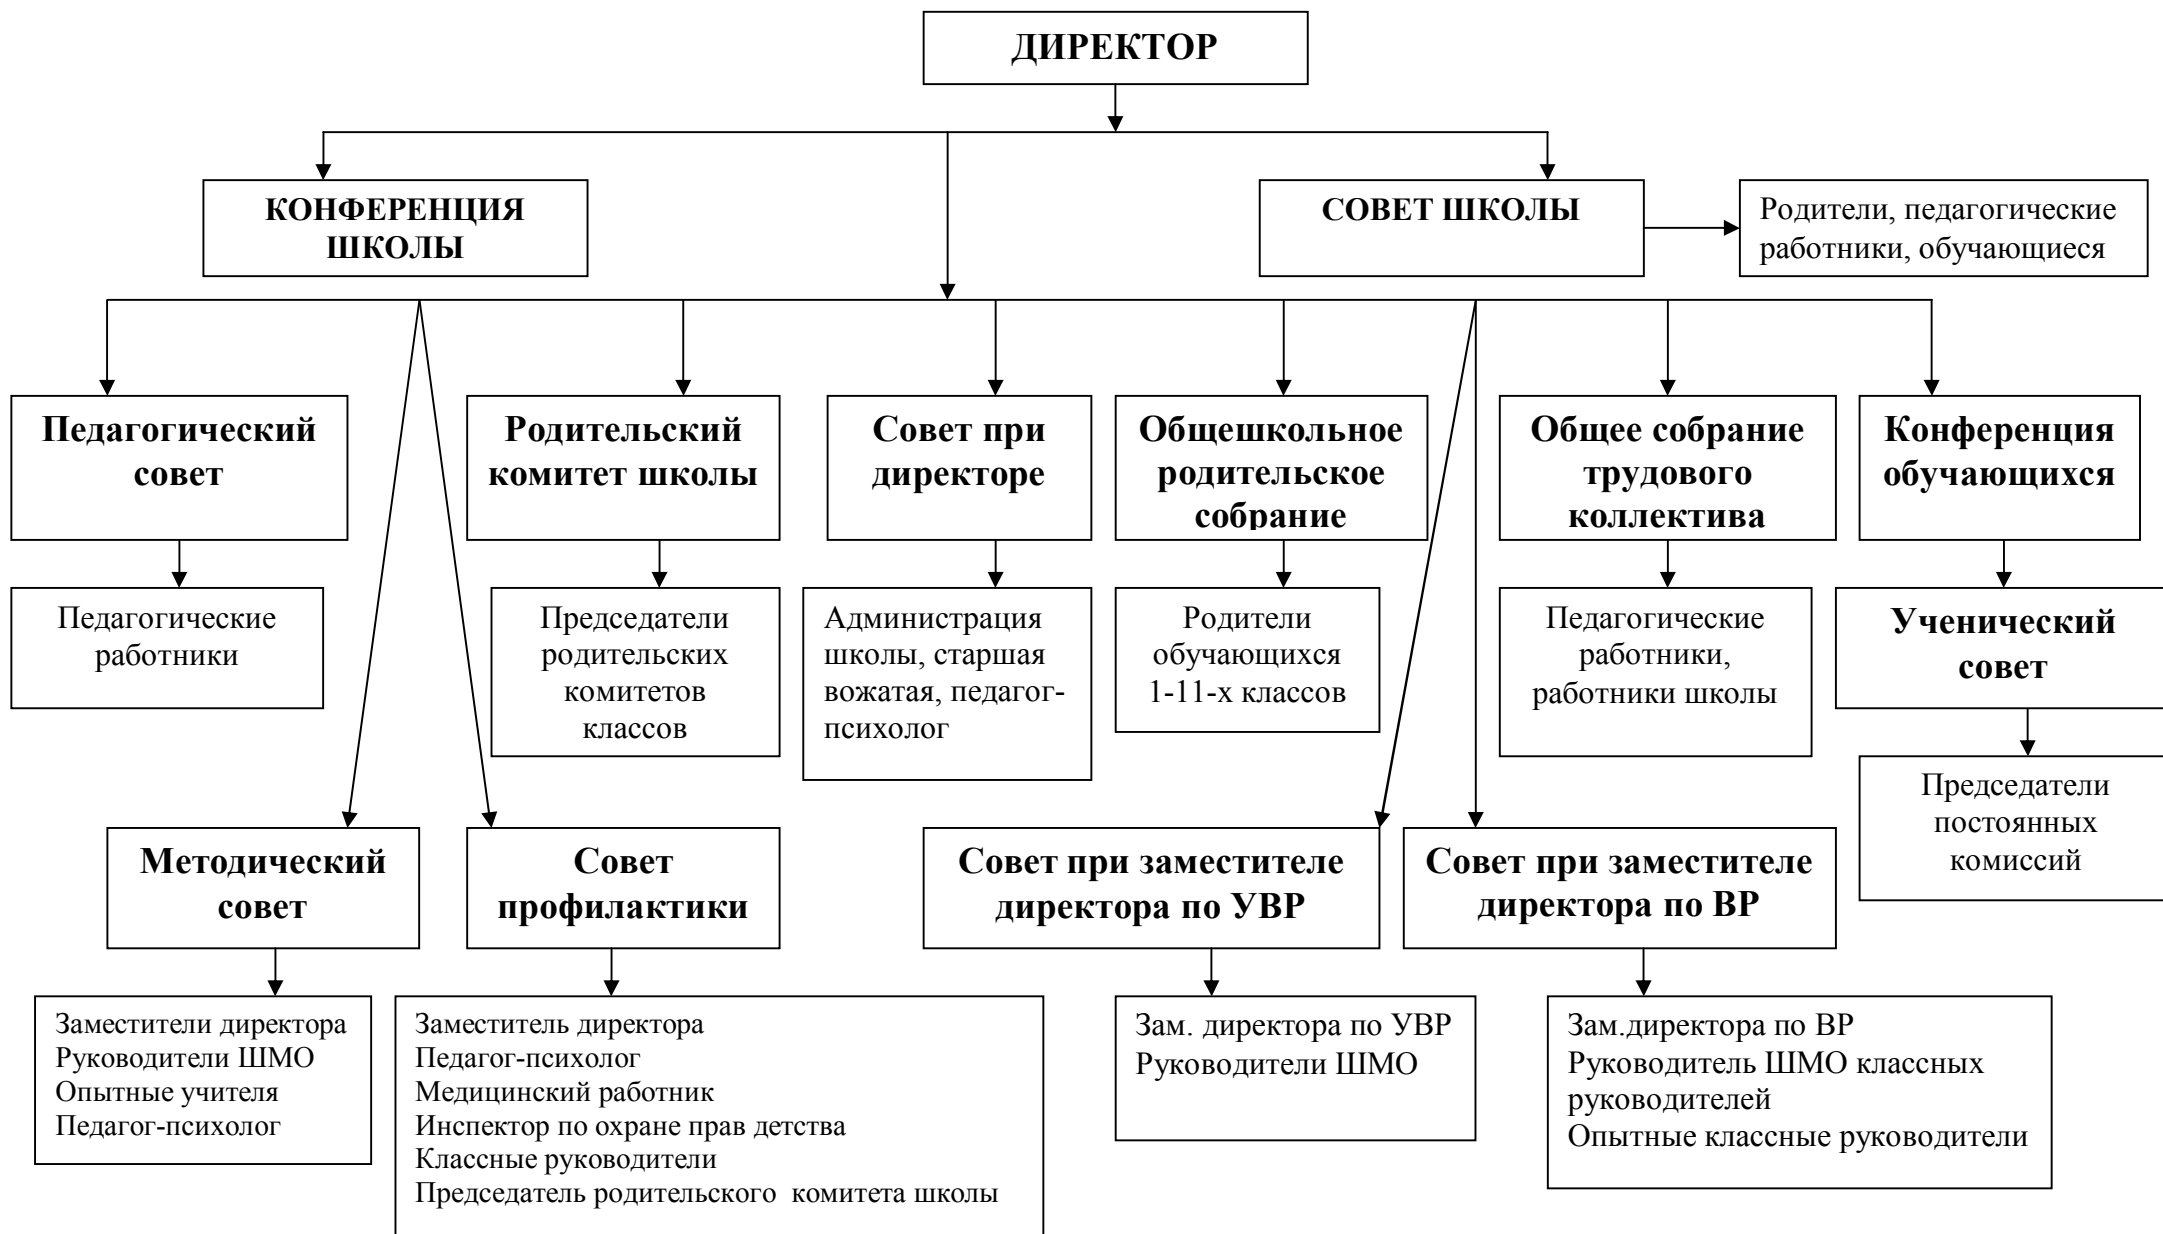 ДИРЕКТОР
КОНФЕРЕНЦИЯ
ШКОЛЫ
СОВЕТ ШКОЛЫ
Родители, педагогические
работники, обучающиеся
Педагогический
совет
Родительский
комитет школы
Совет при
директоре
Общешкольное
родительское
собрание
Общее собрание
трудового
коллектива
Конференция
обучающихся
Педагогические
работники
Председатели
родительских
комитетов
классов
Администрация
школы, старшая
вожатая, педагог-
психолог
Родители
обучающихся
1-11-х классов
Педагогические
работники,
работники школы
Ученический
совет
Председатели
постоянных
комиссий
Методический
совет
Совет
профилактики
Совет при заместителе
директора по УВР
Совет при заместителе
директора по ВР
Заместители директора
Руководители ШМО
Опытные учителя
Педагог-психолог
Заместитель директора
Педагог-психолог
Медицинский работник
Инспектор по охране прав детства
Классные руководители
Председатель родительского  комитета школы
Зам. директора по УВР
Руководители ШМО
Зам.директора по ВР
Руководитель ШМО классных
руководителей
Опытные классные руководители